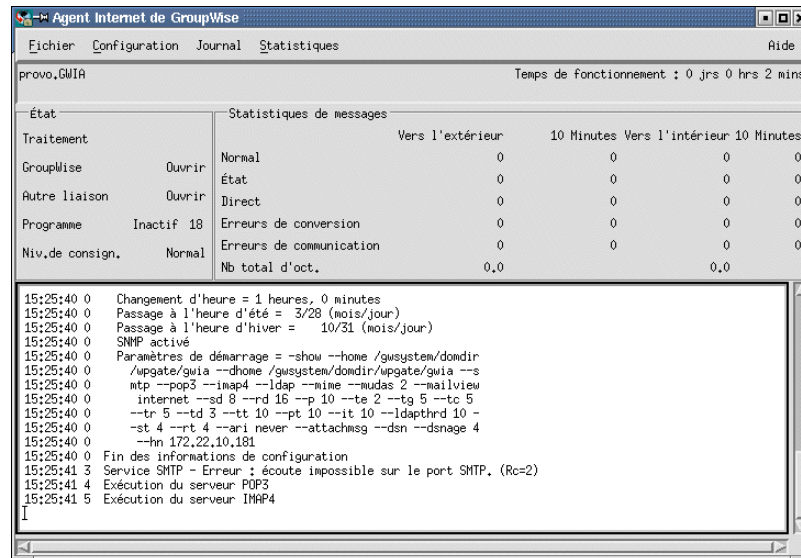 Agent Internet de GroupWise
Fichier Configuration Journal Statistiques Aide
provo.GWIA Temps de fonctionnement : 0 jrs 0 hrs 2 mins
État
Statistiques de messages
Traitement
GroupWise Ouvrir
Autre liaison Ouvrir
Programme Inactif 18
Niv.de consign. Normal
Vers l'extérieur 10 Minutes Vers l'intérieur 10 Minutes
Normal 0 0 0 0
État 0 0 0 0
Direct 0 0 0 0
Erreurs de conversion 0 0 0 0
Erreurs de communication 0 0 0 0
Nb total d'oct. 0.0 0.0
15:25:40 0 Changement d'heure = 1 heures, 0 minutes
15:25:40 0 Passage à l'heure d'été = 3/28 (mois/jour)
15:25:40 0 Passage à l'heure d'hiver = 10/31 (mois/jour)
15:25:40 0 SNMP activé
15:25:40 0 Paramètres de démarrage = -show --home /gwsystem/domdir
15:25:40 0 /wpgate/gwia --dhome /gwsystem/domdir/wpgate/gwia --s
15:25:40 0 mtp --pop3 --imap4 --ldap --mime --mudas 2 --mailview
15:25:40 0 internet --sd 8 --rd 16 --p 10 --te 2 --tg 5 --tc 5
15:25:40 0 --tr 5 --td 3 --tt 10 --pt 10 --it 10 --ldapthrd 10 -
15:25:40 0 -st 4 --rt 4 --ari never --attachmsg --dsn --dsnage 4
15:25:40 0 --hn 172.22.10.181
15:25:40 0 Fin des informations de configuration
15:25:41 3 Service SMTP - Erreur : écoute impossible sur le port SMTP. (Rc=2)
15:25:41 4 Exécution du serveur POP3
15:25:41 5 Exécution du serveur IMAP4